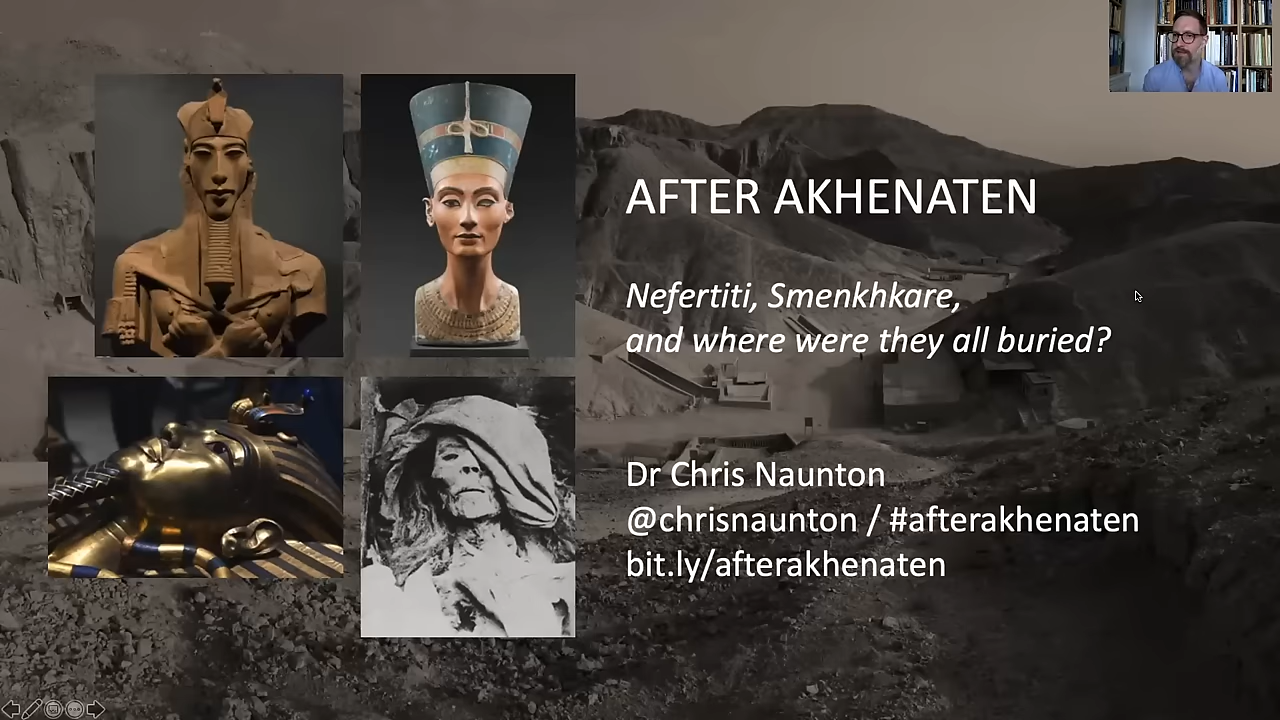 AFTER AKHENATEN
Nefertiti, Smenkhkare,
and where were they all buried?
Dr Chris Naunton
@chrisnaunton / #afterakhenaten
bit.ly/afterakhenaten